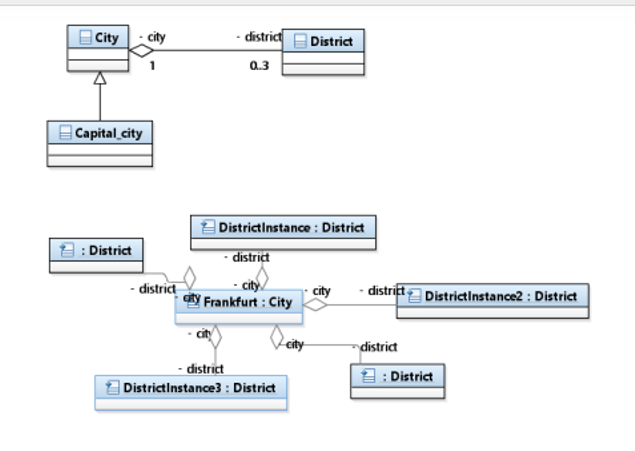 City
- city
- district
District
1
0..3
Capital_city
DistrictInstance : District
: District
- district
- district
- city
- city
- city
- district
Frankfurt : City
DistrictInstance2 : District
- city
city
- district
- district
DistrictInstance3 : District
: District